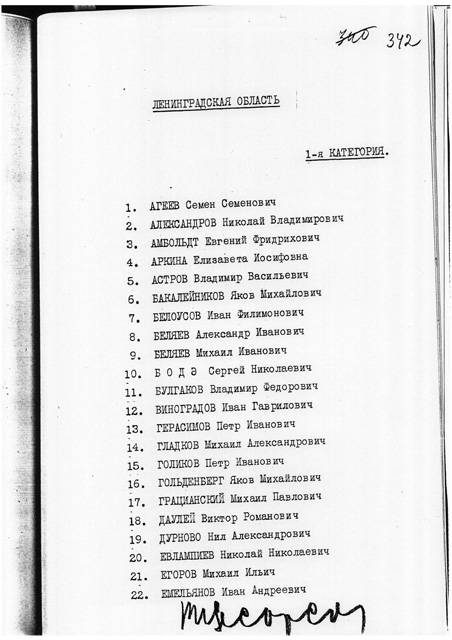 340 342
ЛЕНИНГРАДСКАЯ ОБЛАСТЬ
1-я КАТЕГОРИЯ.
1. АГЕЕВ Семен Семенович
2. АЛЕКСАНДРОВ Николай Владимирович
3. АМБОЛЬДТ Евгений Фридрихович
4. АРКИНА Елизавета Иосифовна
5. АСТРОВ Владимир Васильевич
6. БАКАЛЕЙНИКОВ Яков Михайлович
7. БЕЛОУСОВ Иван Филимонович
8. БЕЛЯЕВ Александр Иванович
9. БЕЛЯЕВ Михаил Иванович
10. Б О Д Э Сергей Николаевич
11. БУЛГАКОВ Владимир Федорович
12. ВИНОГРАДОВ Иван Гаврилович
13. ГЕРАСИМОВ Петр Иванович
14. ГЛАДКОВ Михаил Александрович
15. ГОЛИКОВ Петр Иванович
16. ГОЛЬДЕНБЕРГ Яков Михайлович
17. ГРАЦИАНСКИЙ Михаил Павлович
18. ДАУЛЕЙ Виктор Романович
19. ДУРНОВО Нил Александрович
20. ЕВЛАМПИЕВ Николай Николаевич
21. ЕГОРОВ Михаил Ильич
22. ЕМЕЛЬЯНОВ Иван Андреевич